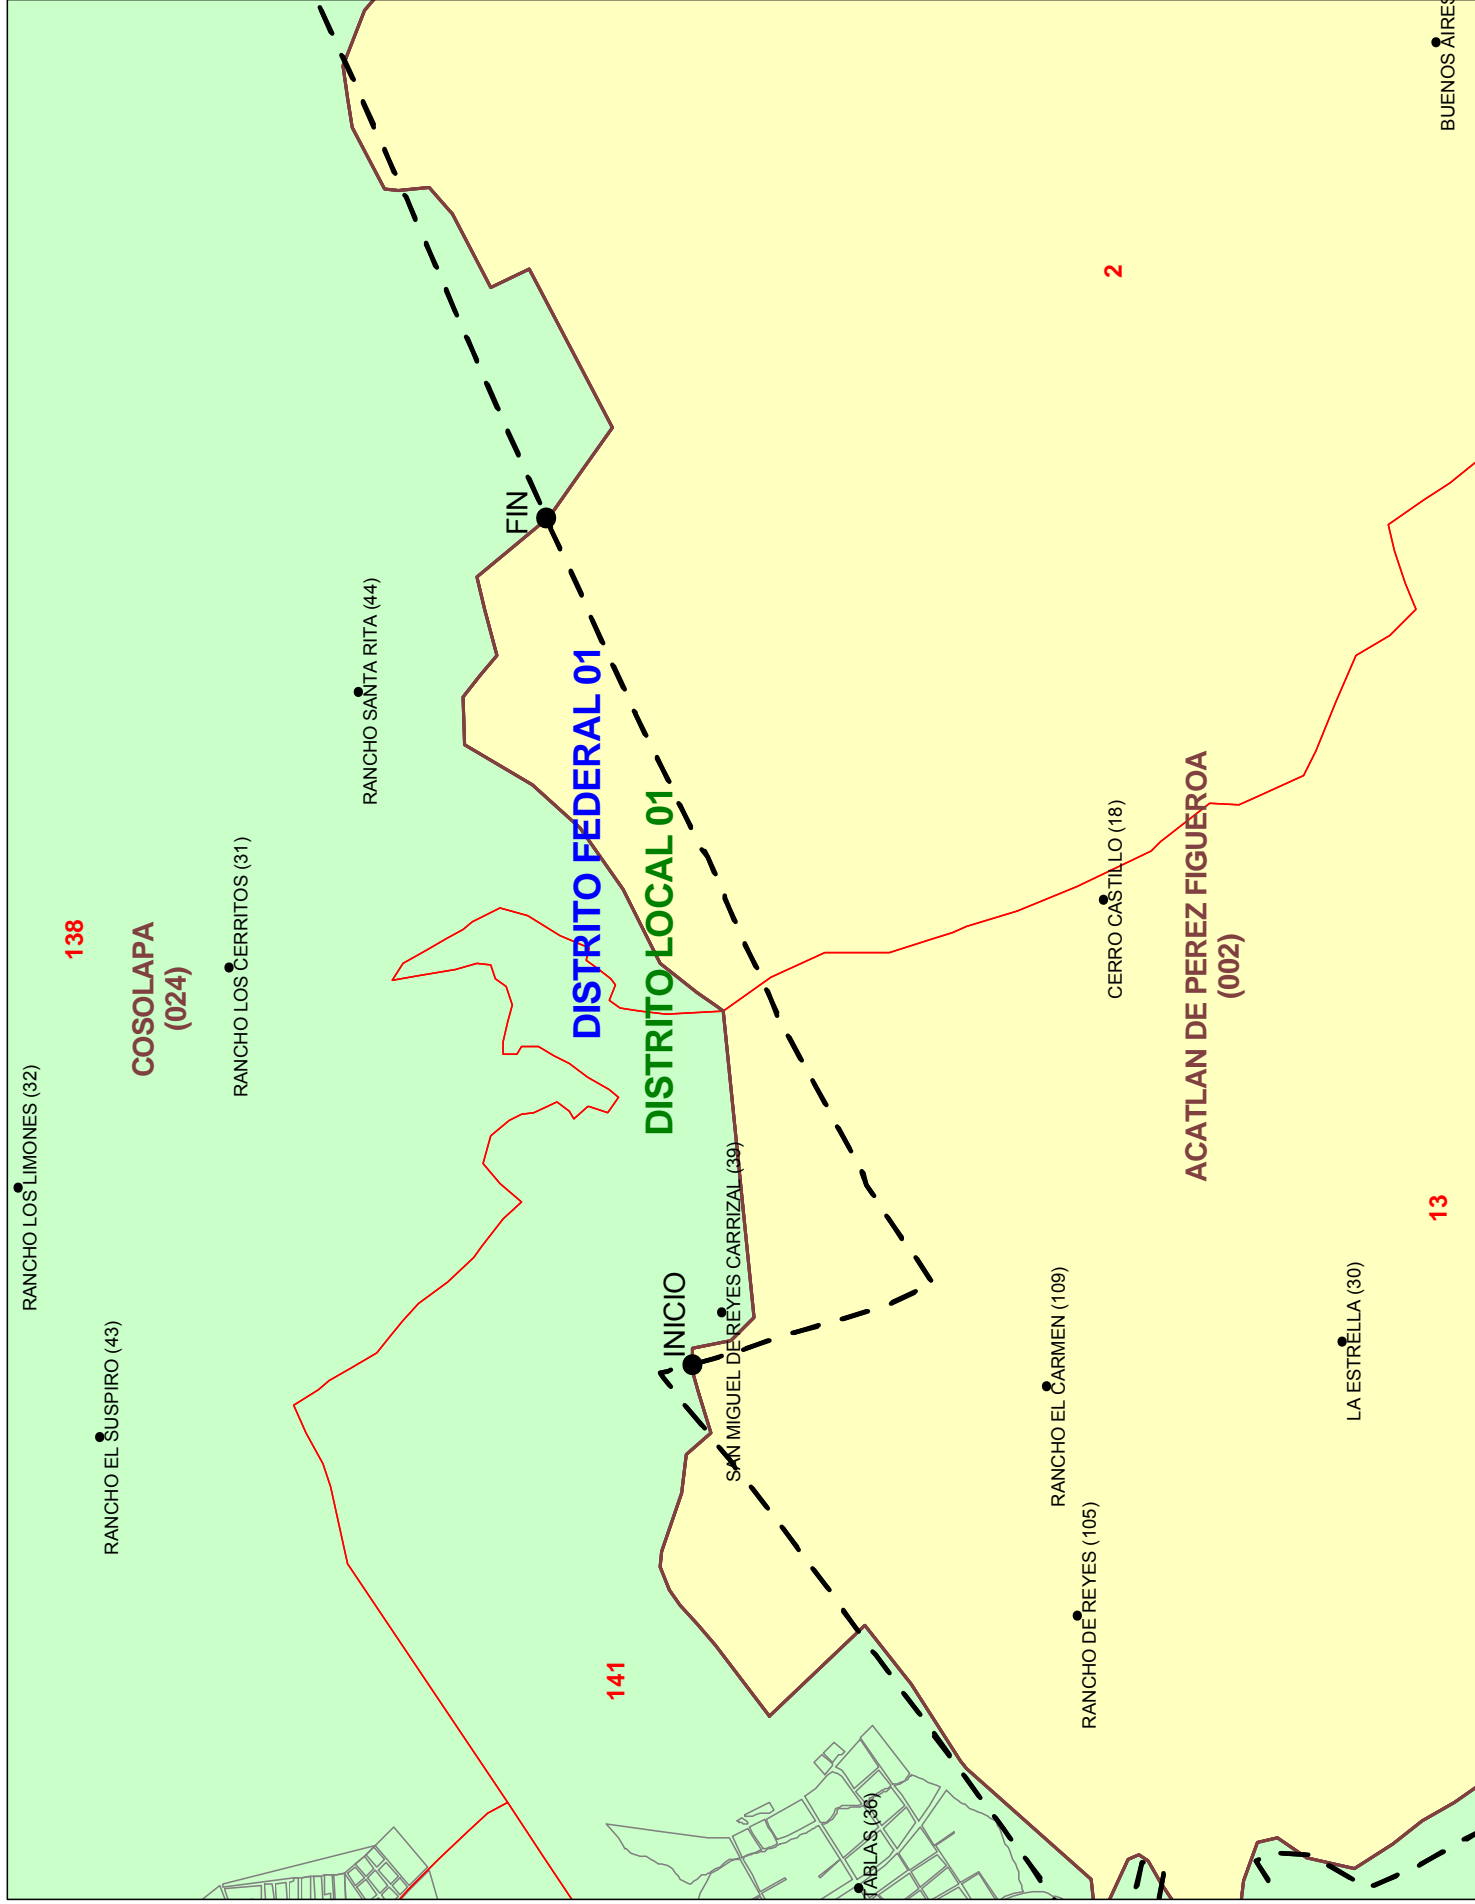 RANCHO LOS LIMONES (32)
138
RANCHO EL SUSPIRO (43)
COSOLAPA
(024)
RANCHO LOS CERRITOS (31)
RANCHO SANTA RITA (44)
FIN
DISTRITO FEDERAL 01
141
DISTRITO LOCAL 01
INICIO
SAN MIGUEL DE REYES CARRIZAL (39)
TABLAS (36)
RANCHO EL CARMEN (109)
RANCHO DE REYES (105)
CERRO CASTILLO (18)
2
ACATLAN DE PEREZ FIGUEROA
(002)
LA ESTRELLA (30)
13
BUENOS AIRES